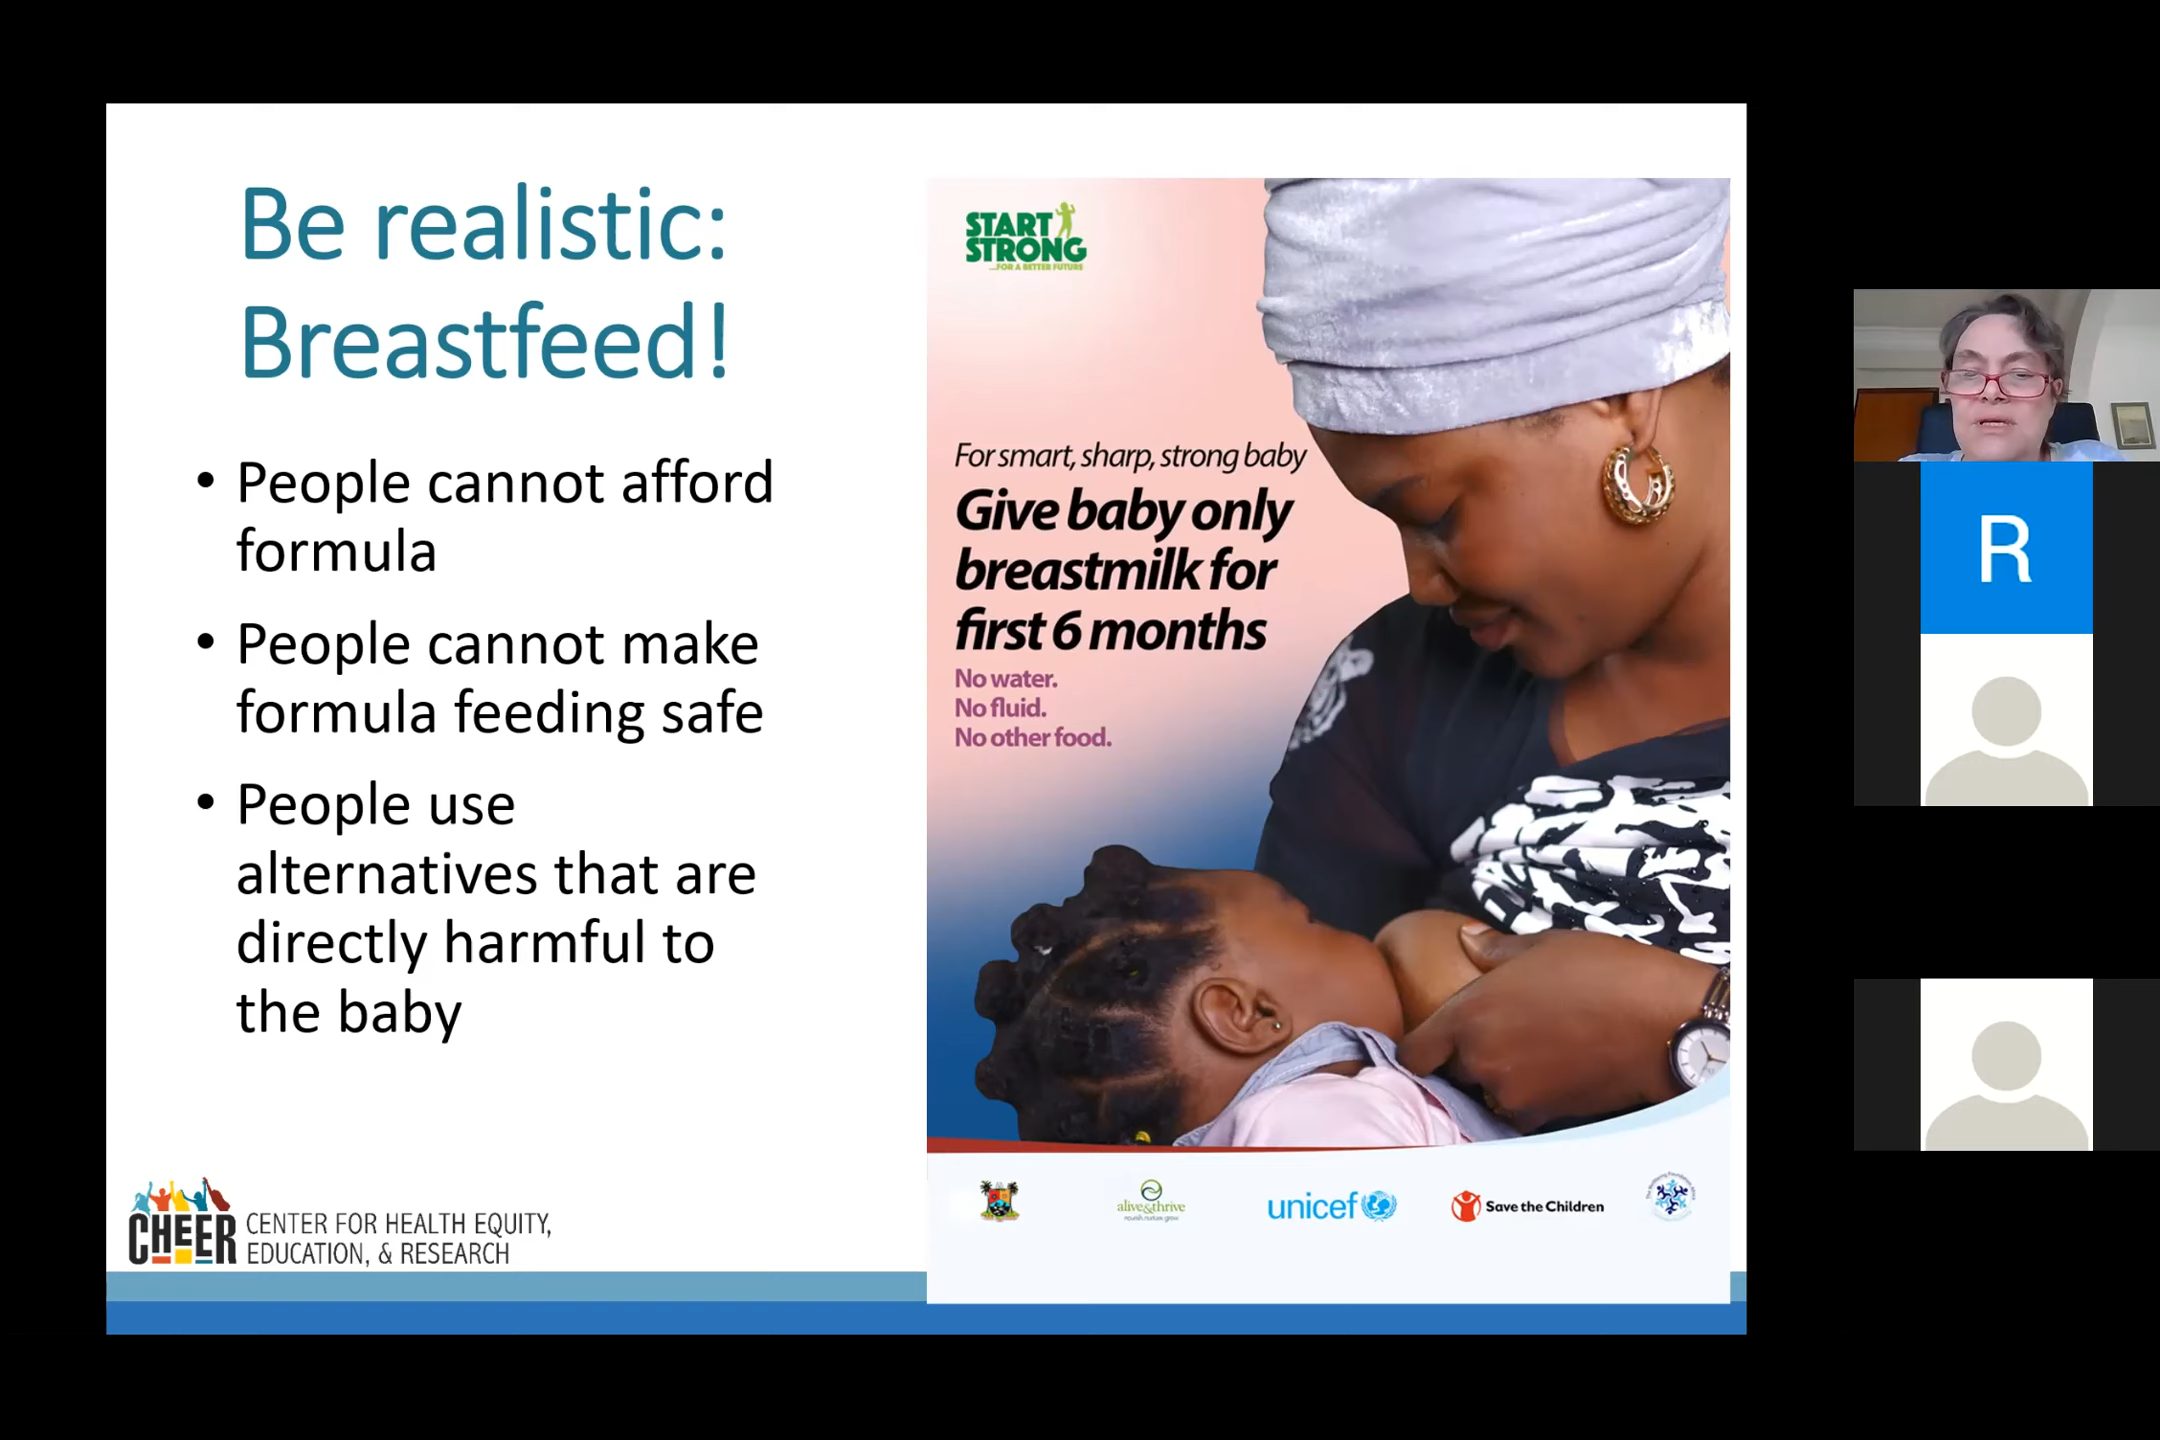 Be realistic:
Breastfeed!
• People cannot afford
formula
• People cannot make
formula feeding safe
• People use
alternatives that are
directly harmful to
the baby
CHEER
CENTER FOR HEALTH EQUITY,
EDUCATION, & RESEARCH
START
STRONG
...FOR A BETTER FUTURE
For smart, sharp, strong baby
Give baby only
breastmilk for
first 6 months
No water.
No fluid.
No other food.
alive&thrive
nourish. nurture. grow.
unicef
Save the Children
R